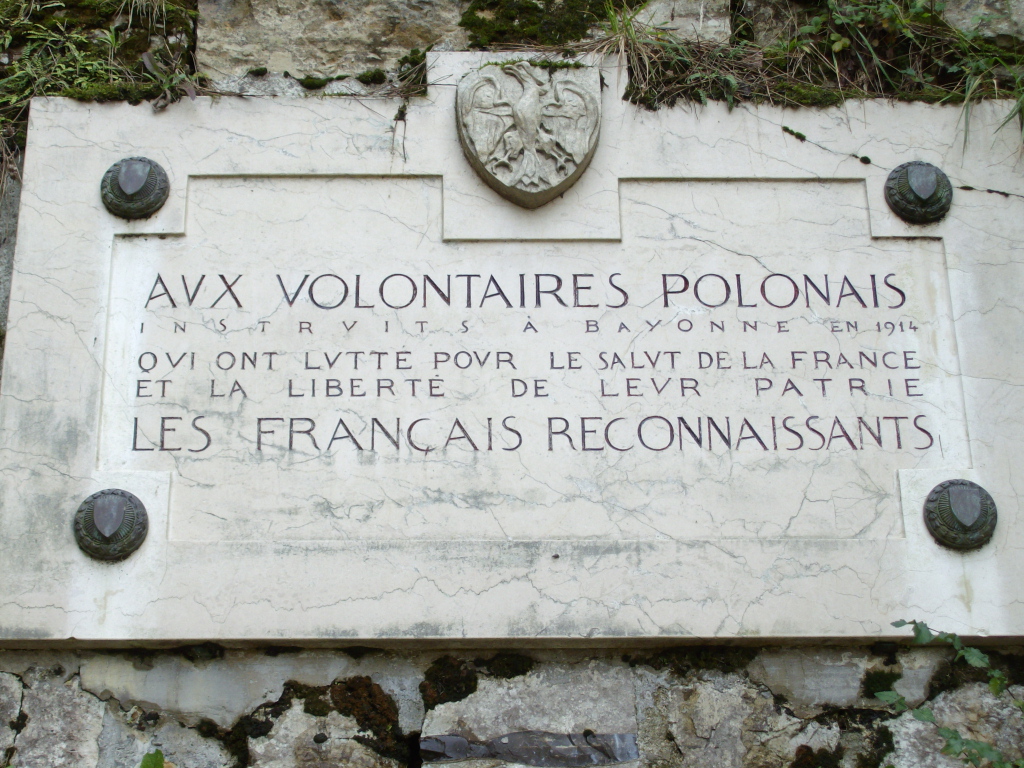 AVX VOLONTAIRES POLONAIS
INSTRVITS À BAYONNE EN 1914
QVI ONT LVTTÉ POVR LE SALVT DE LA FRANCE
ET LA LIBERTÉ DE LEVR PATRIE
LES FRANÇAIS RECONNAISSANTS